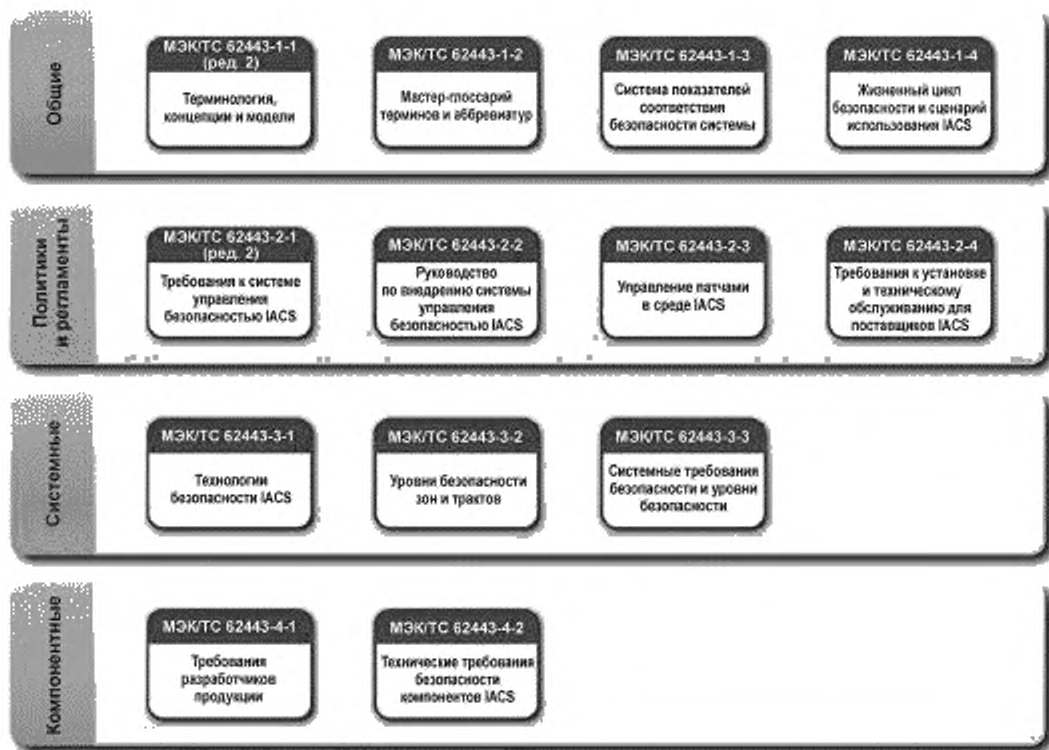 Общие
МЭК/ТС 62443-1-1
(ред. 2)
Терминология,
концепции и модели
МЭК/ТС 62443-1-2
Мастер-глоссарий
терминов и аббревиатур
МЭК/ТС 62443-1-3
Система показателей
соответствия
безопасности системы
МЭК/ТС 62443-1-4
Жизненный цикл
безопасности и сценарий
использования IACS
Политики
и регламенты
МЭК/ТС 62443-2-1
(ред. 2)
Требования к системе
управления
безопасностью IACS
МЭК/ТС 62443-2-2
Руководство
по внедрению системы
управления
безопасностью IACS
МЭК/ТС 62443-2-3
Управление патчами
в среде IACS
МЭК/ТС 62443-2-4
Требования к установке
и техническому
обслуживанию для
поставщиков IACS
Системные
МЭК/ТС 62443-3-1
Технологии
безопасности IACS
МЭК/ТС 62443-3-2
Уровни безопасности
зон и трактов
МЭК/ТС 62443-3-3
Системные требования
безопасности и уровни
безопасности
Компонентные
МЭК/ТС 62443-4-1
Требования
разработчиков
продукции
МЭК/ТС 62443-4-2
Технические требования
безопасности
компонентов IACS